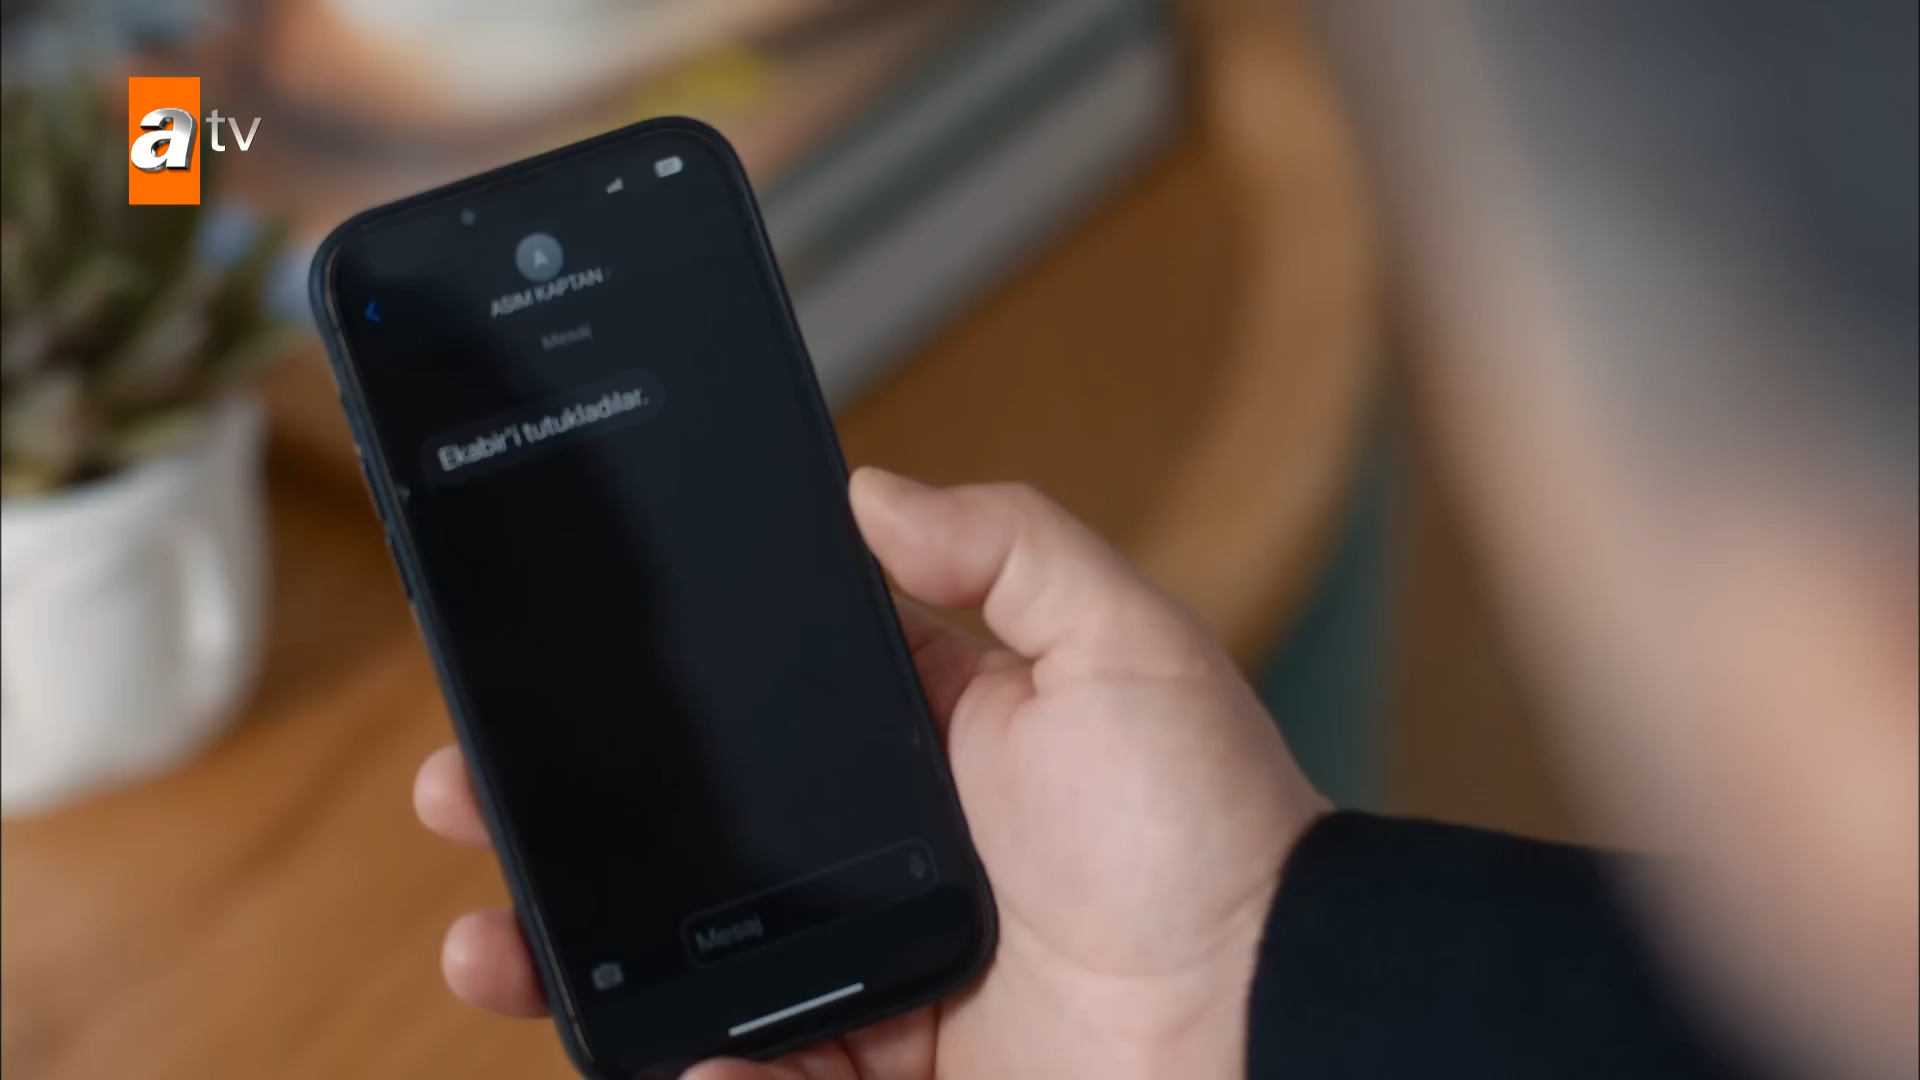 atv
A
ASIM KAPTAN
Mesaj
Ekabir'i tutukladılar.
Mesaj